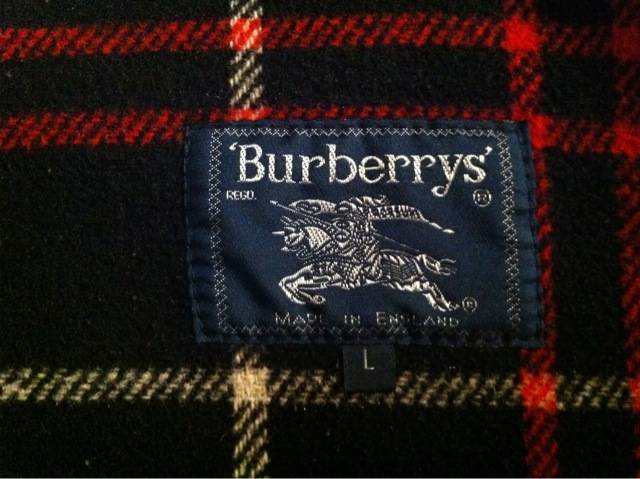 'Burberrys'
REGD.
®
®
MADE IN ENGLAND
L